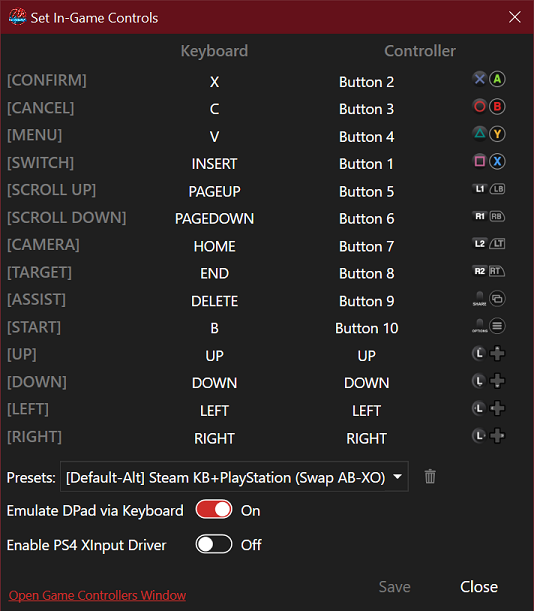 Set In-Game Controls
Keyboard Controller
[CONFIRM] X Button 2 A
[CANCEL] C Button 3 B
[MENU] V Button 4 Y
[SWITCH] INSERT Button 1 X
[SCROLL UP] PAGEUP Button 5 L1 LB
[SCROLL DOWN] PAGEDOWN Button 6 R1 RB
[CAMERA] HOME Button 7 L2 LT
[TARGET] END Button 8 R2 RT
[ASSIST] DELETE Button 9 SHARE
[START] B Button 10 OPTIONS
[UP] UP UP L
[DOWN] DOWN DOWN L
[LEFT] LEFT LEFT L
[RIGHT] RIGHT RIGHT L
Presets: [Default-Alt] Steam KB+PlayStation (Swap AB-XO)
Emulate DPad via Keyboard On
Enable PS4 XInput Driver Off
Open Game Controllers Window Save Close